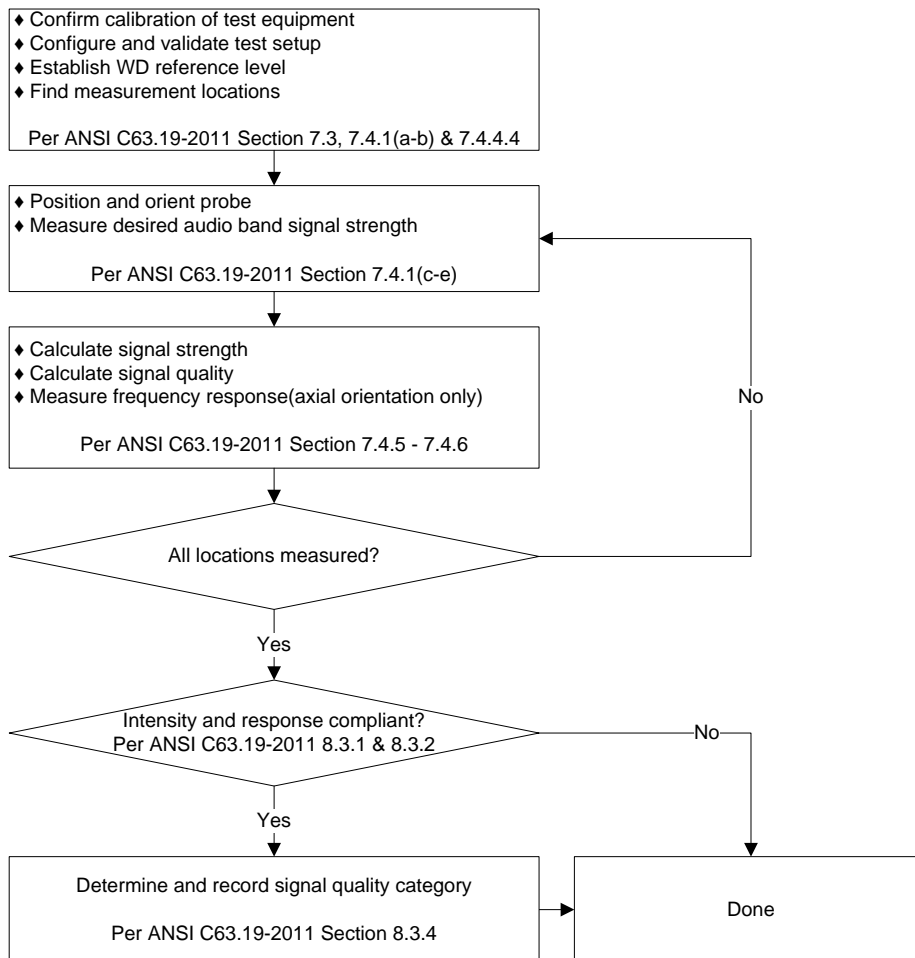 ♦ Confirm calibration of test equipment
♦ Configure and validate test setup
♦ Establish WD reference level
♦ Find measurement locations
Per ANSI C63.19-2011 Section 7.3, 7.4.1(a-b) & 7.4.4.4
♦ Position and orient probe
♦ Measure desired audio band signal strength
Per ANSI C63.19-2011 Section 7.4.1(c-e)
♦ Calculate signal strength
♦ Calculate signal quality
♦ Measure frequency response(axial orientation only)
Per ANSI C63.19-2011 Section 7.4.5 - 7.4.6
No
All locations measured?
Yes
Intensity and response compliant?
Per ANSI C63.19-2011 8.3.1 & 8.3.2
No
Yes
Determine and record signal quality category
Per ANSI C63.19-2011 Section 8.3.4
Done